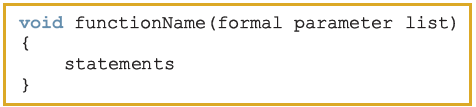 void functionName(formal parameter list)
{
    statements
}